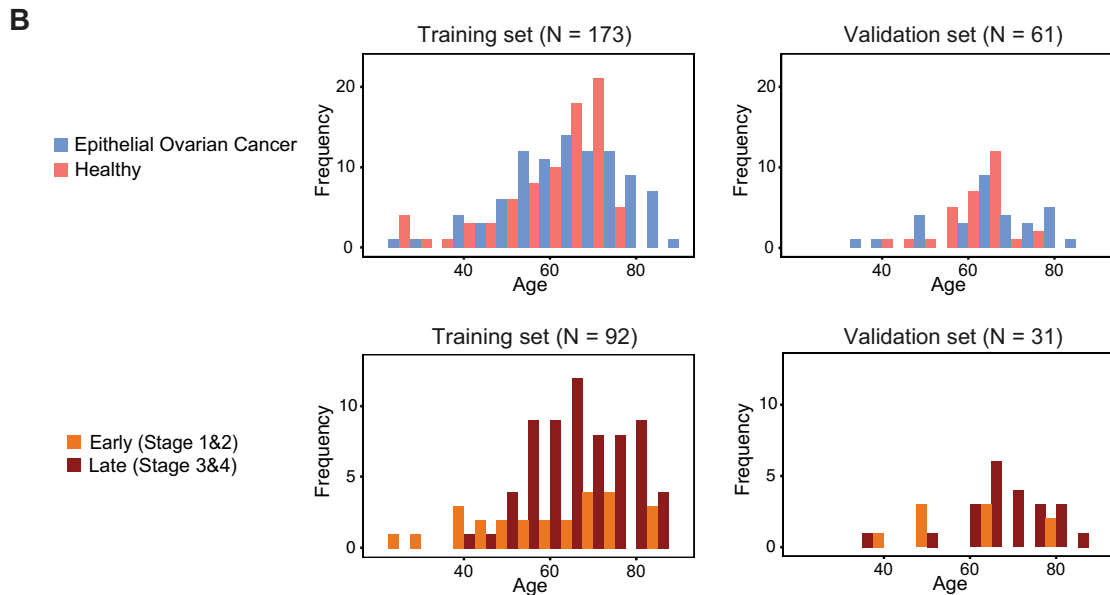 B
Training set (N = 173)
Validation set (N = 61)
Epithelial Ovarian Cancer
Healthy
Frequency
20
10
0
40
60
80
Age
Frequency
20
10
0
40
60
80
Age
Training set (N = 92)
Validation set (N = 31)
Early (Stage 1&2)
Late (Stage 3&4)
Frequency
10
5
0
40
60
80
Age
Frequency
10
5
0
40
60
80
Age